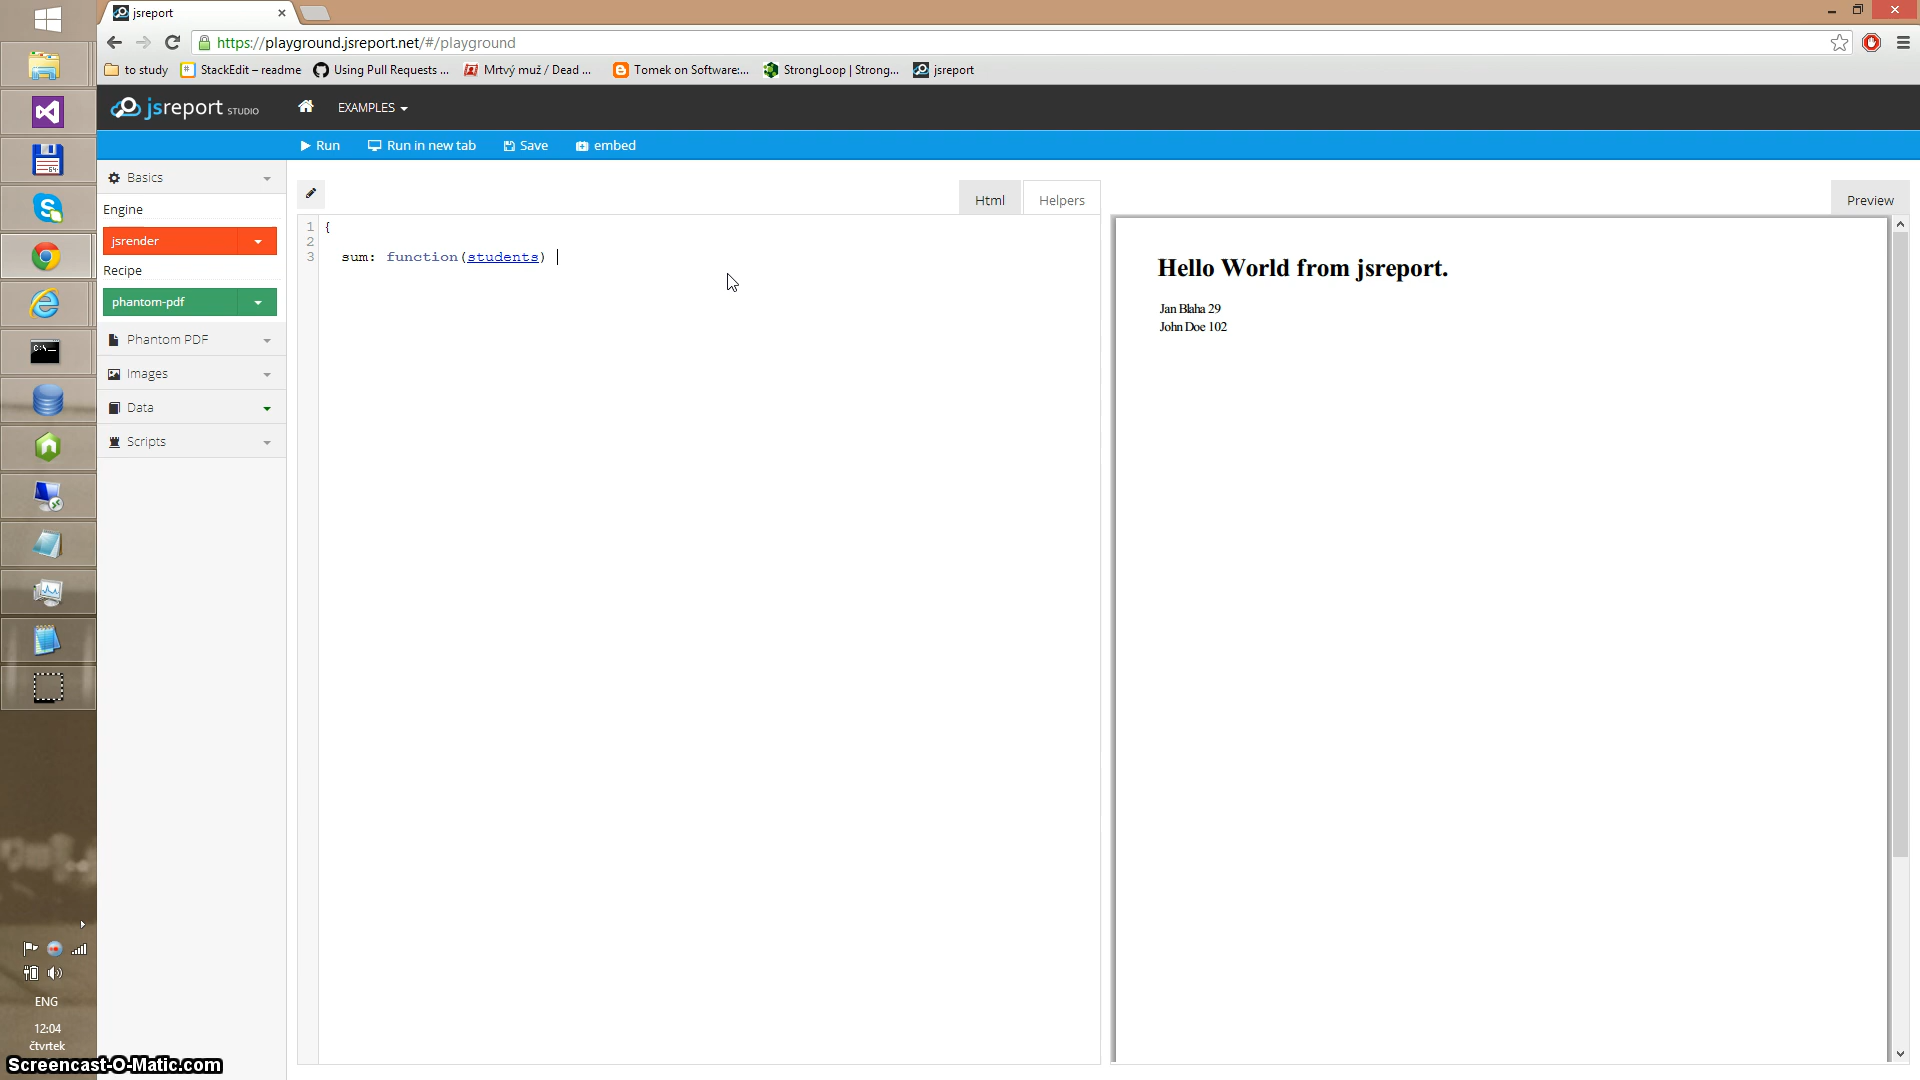 jsreport
https://playground.jsreport.net/#/playground
to study
StackEdit – readme
Using Pull Requests ...
Mrtvý muž / Dead ...
Tomek on Software:...
StrongLoop | Strong...
jsreport
jsreport STUDIO
EXAMPLES
Run
Run in new tab
Save
embed
Basics
Engine
jsrender
Recipe
phantom-pdf
Phantom PDF
Images
Data
Scripts
Html
Helpers
Preview
1 {
2
3 sum: function(students)
Hello World from jsreport.
Jan Blaha 29
John Doe 102
C:\
64
ENG
12:04
čtvrtek
Screencast-O-Matic.com